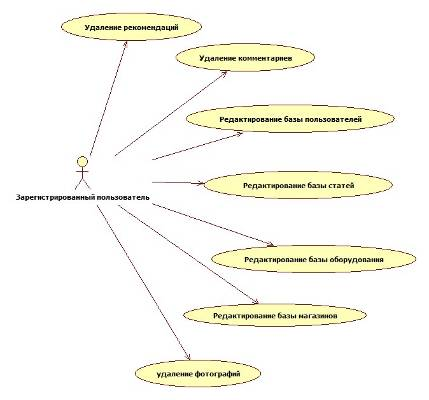 Удаление рекомендаций
Удаление комментариев
Редактирование базы пользователей
Редактирование базы статей
Зарегистрированный пользователь
Редактирование базы оборудования
Редактирование базы магазинов
удаление фотографий